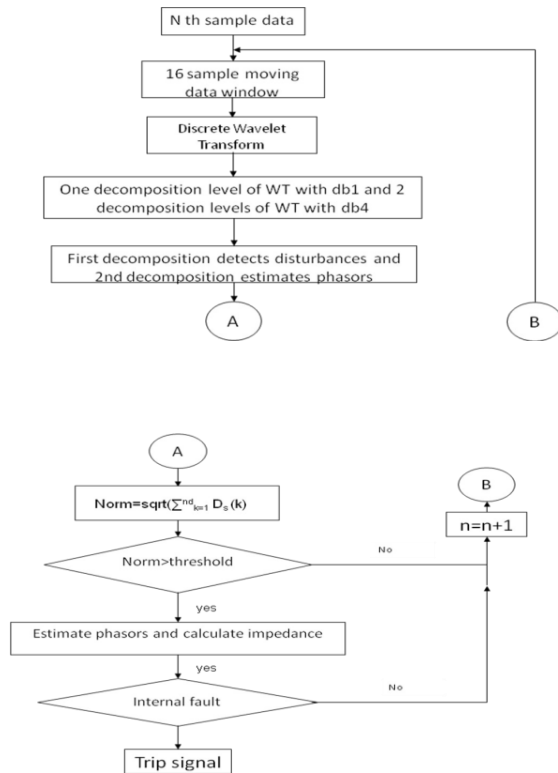 N th sample data
16 sample moving
data window
Discrete Wavelet
Transform
One decomposition level of WT with db1 and 2
decomposition levels of WT with db4
First decomposition detects disturbances and
2nd decomposition estimates phasors
A
B
A
Norm=sqrt(∑ⁿᵈₖ₌₁ Dₛ(k)
B
n=n+1
Norm>threshold
No
yes
Estimate phasors and calculate impedance
yes
Internal fault
No
Trip signal